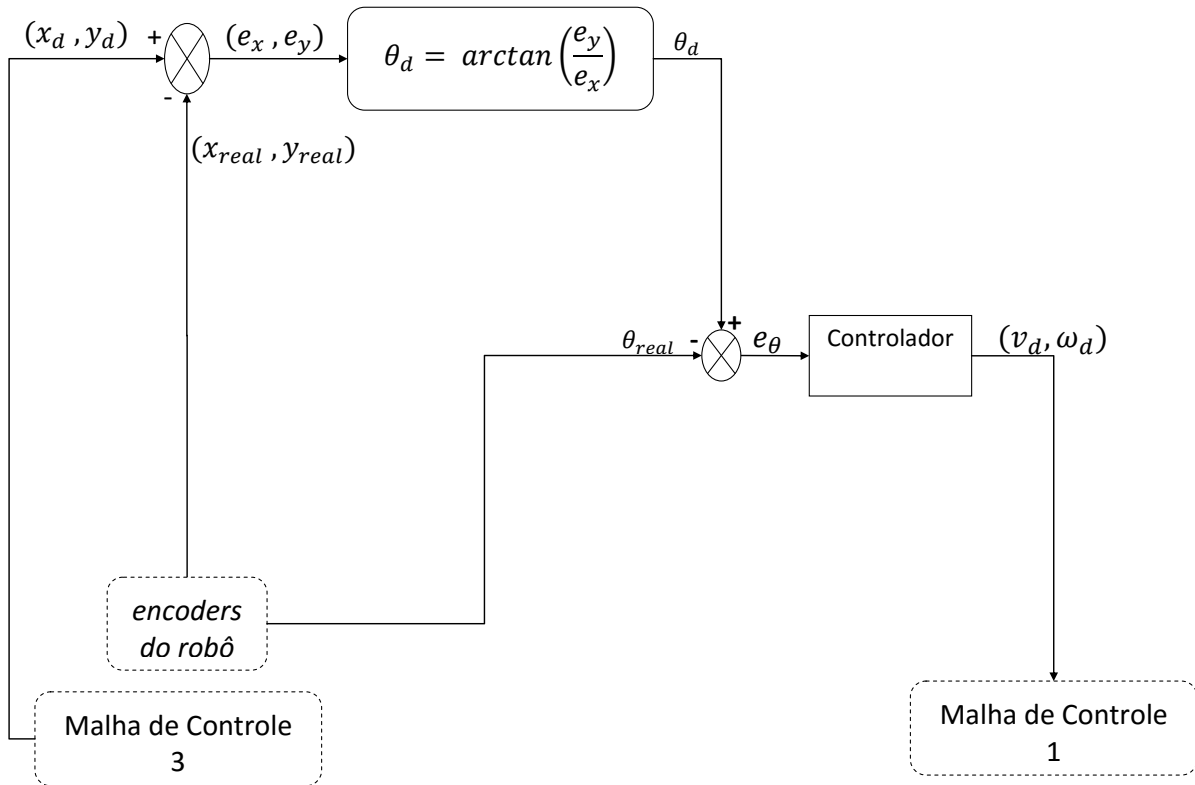 (x_d , y_d) +
(e_x , e_y)
θ_d = arctan(e_y/e_x)
θ_d
-
(x_real , y_real)
+
θ_real -
e_θ
Controlador
(v_d, ω_d)
encoders
do robô
Malha de Controle
3
Malha de Controle
1